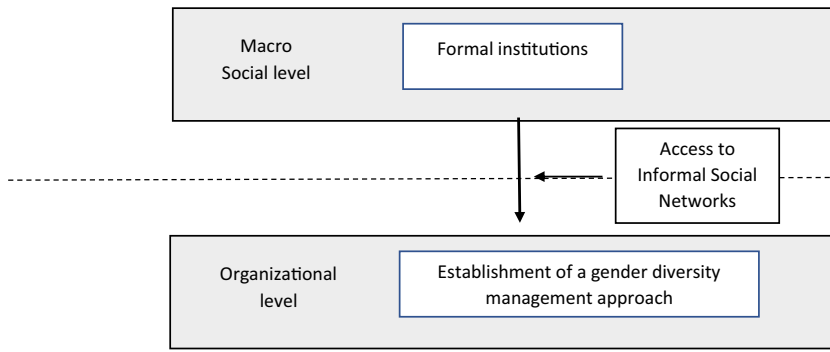 Macro
Social level
Formal institutions
Access to
Informal Social
Networks
Organizational
level
Establishment of a gender diversity
management approach